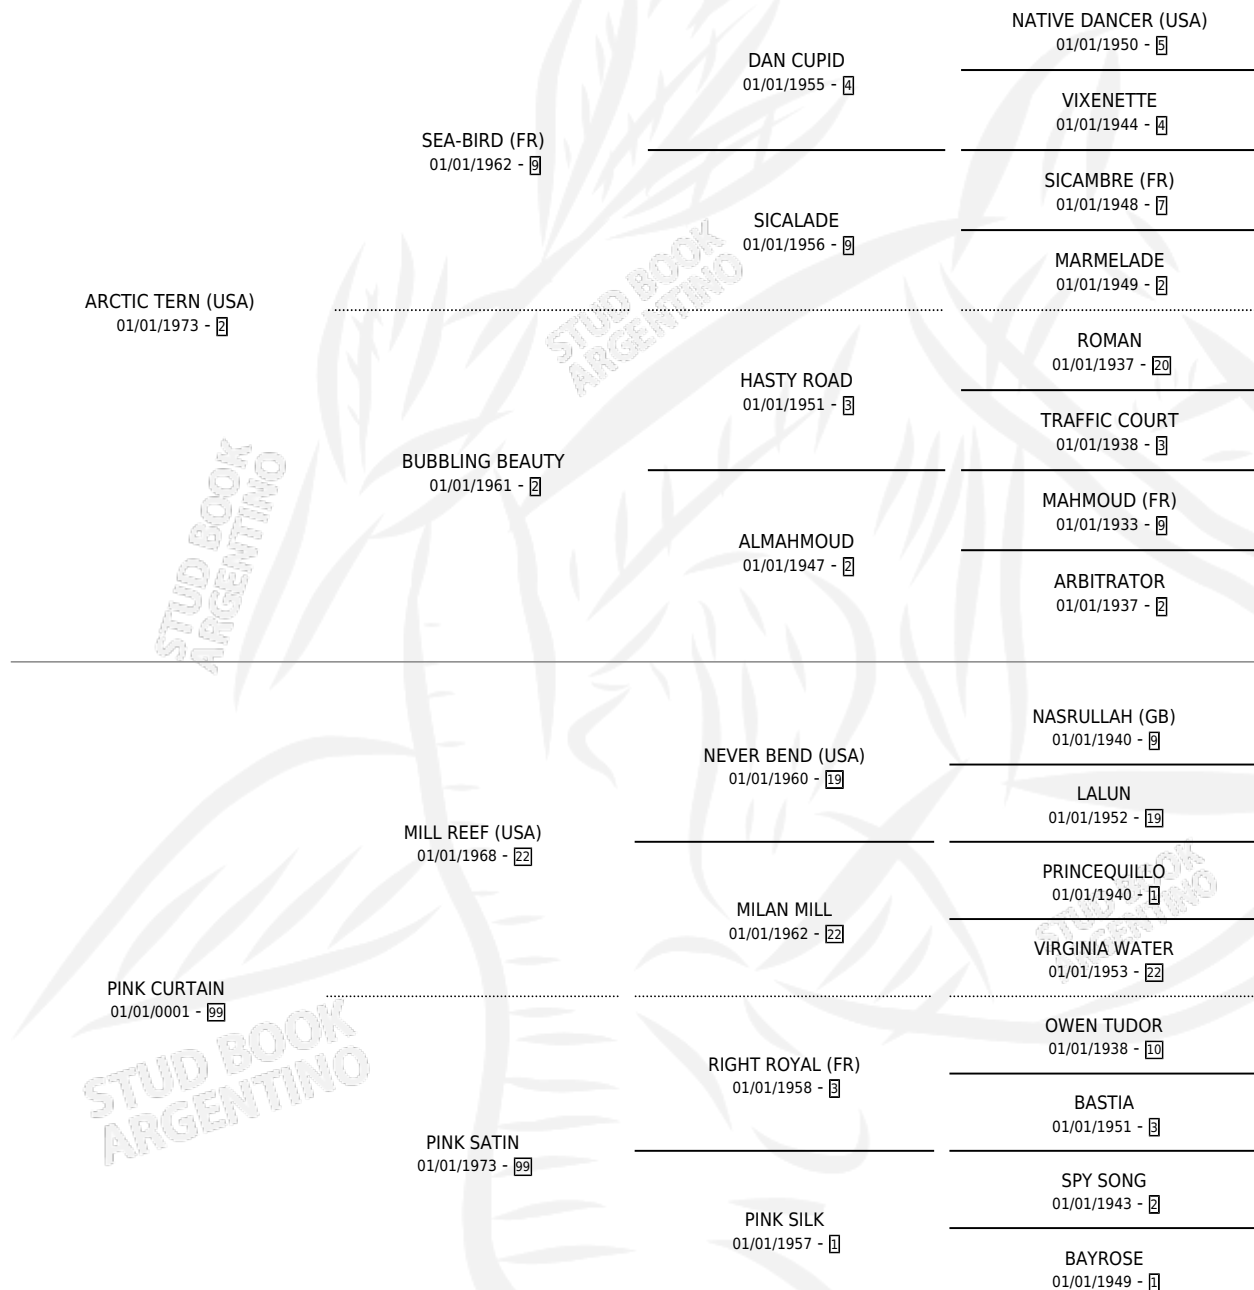 NATIVE DANCER (USA)
01/01/1950 - 5
DAN CUPID
01/01/1955 - 4
VIXENETTE
01/01/1944 - 4
SEA-BIRD (FR)
01/01/1962 - 9
SICAMBRE (FR)
01/01/1948 - 7
SICALADE
01/01/1956 - 9
MARMELADE
01/01/1949 - 2
ARCTIC TERN (USA)
01/01/1973 - 2
ROMAN
01/01/1937 - 20
HASTY ROAD
01/01/1951 - 3
TRAFFIC COURT
01/01/1938 - 3
BUBBLING BEAUTY
01/01/1961 - 2
MAHMOUD (FR)
01/01/1933 - 9
ALMAHMOUD
01/01/1947 - 2
ARBITRATOR
01/01/1937 - 2
NASRULLAH (GB)
01/01/1940 - 9
NEVER BEND (USA)
01/01/1960 - 19
LALUN
01/01/1952 - 19
MILL REEF (USA)
01/01/1968 - 22
PRINCEQUILLO
01/01/1940 - 1
MILAN MILL
01/01/1962 - 22
VIRGINIA WATER
01/01/1953 - 22
PINK CURTAIN
01/01/0001 - 99
OWEN TUDOR
01/01/1938 - 10
RIGHT ROYAL (FR)
01/01/1958 - 3
BASTIA
01/01/1951 - 3
PINK SATIN
01/01/1973 - 99
SPY SONG
01/01/1943 - 2
PINK SILK
01/01/1957 - 1
BAYROSE
01/01/1949 - 1
STUD BOOK
ARGENTINO
STUD BOOK
ARGENTINO
STUD BOOK
ARGENTINO
STUD BOOK
ARGENTINO